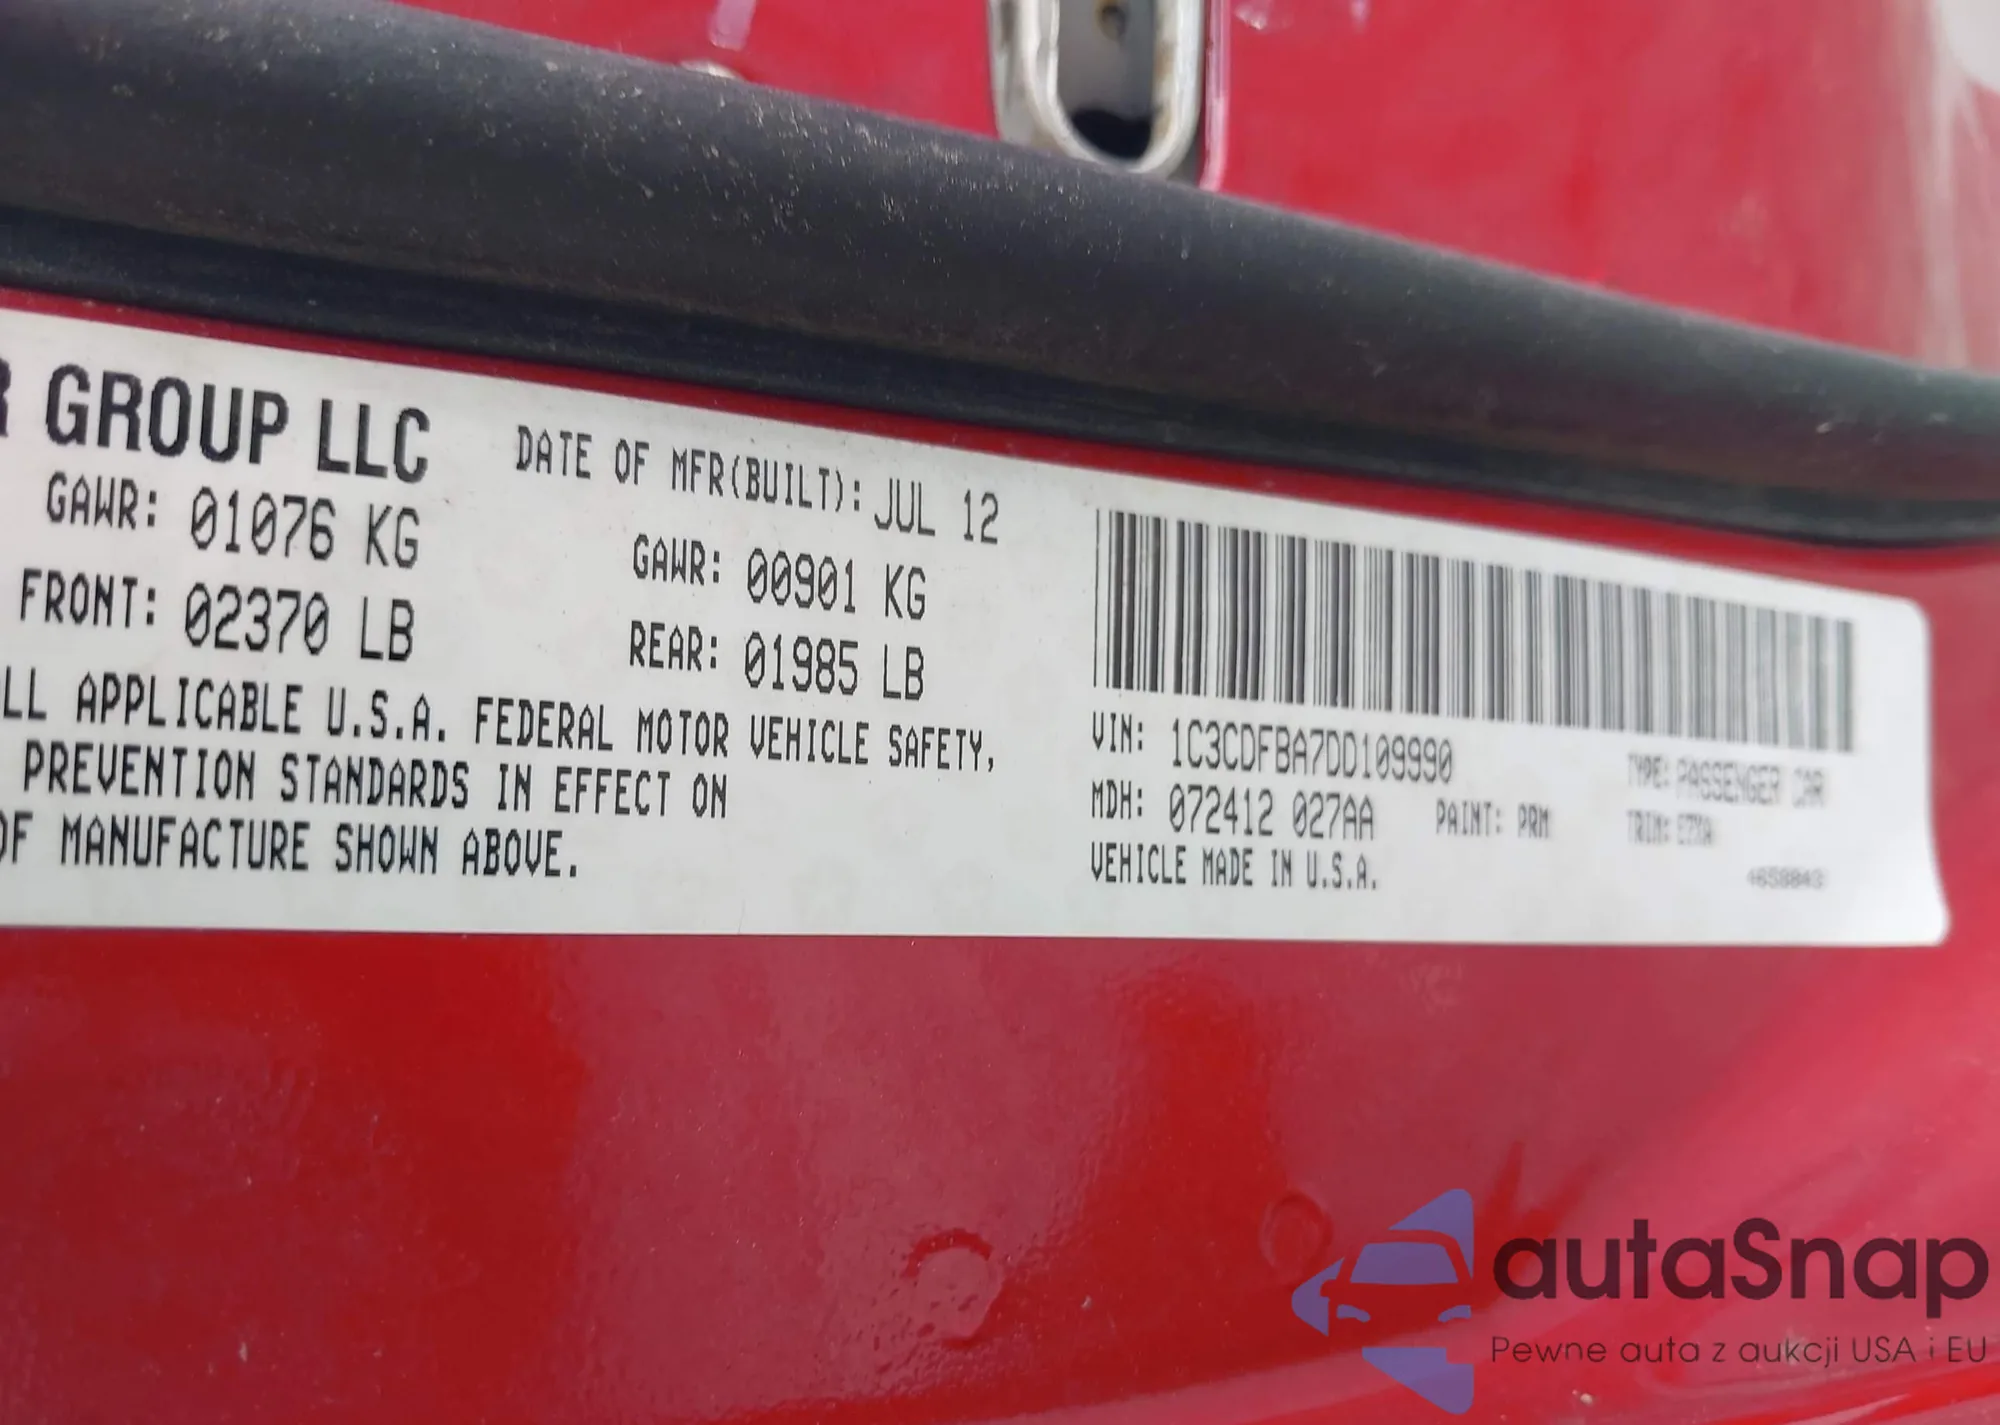 R GROUP LLC
DATE OF MFR(BUILT): JUL 12
GAWR: 01076 KG
GAWR: 00901 KG
FRONT: 02370 LB
REAR: 01985 LB
LL APPLICABLE U.S.A. FEDERAL MOTOR VEHICLE SAFETY,
PREVENTION STANDARDS IN EFFECT ON
OF MANUFACTURE SHOWN ABOVE.
VIN: 1C3CDFBA7DD109990
TYPE: PASSENGER CAR
MDH: 072412 027AA PAINT: PRM
TRIM:
VEHICLE MADE IN U.S.A.
4658843
autaSnap
Pewne auta z aukcji USA i EU